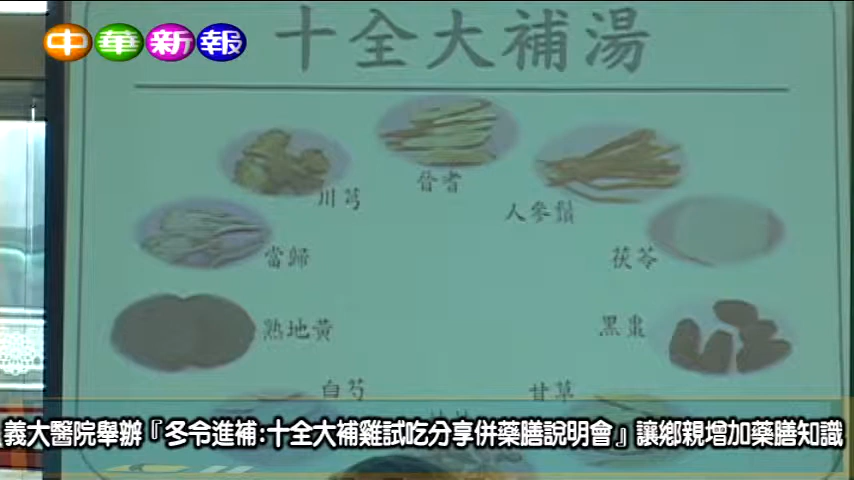 中華新報
十全大補湯
川芎
晉耆
人參鬚
當歸
茯苓
熟地黃
黑棗
白芍
甘草
義大醫院舉辦『冬令進補:十全大補雞試吃分享併藥膳說明會』讓鄉親增加藥膳知識